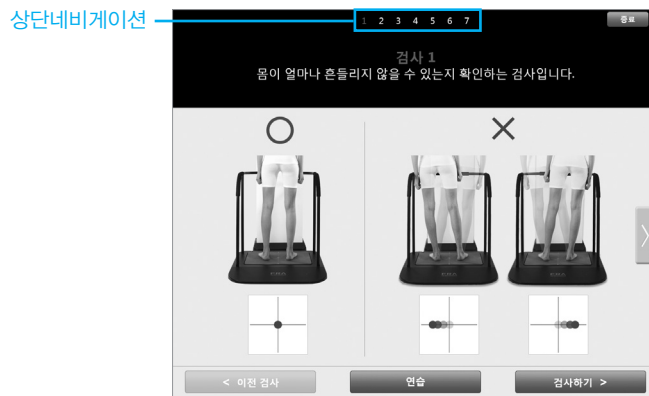 상단네비게이션
1 2 3 4 5 6 7
종료
검사 1
몸이 얼마나 흔들리지 않을 수 있는지 확인하는 검사입니다.
< 이전 검사
연습
검사하기 >